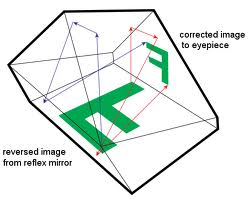 corrected image
to eyepiece
F
reversed image
from reflex mirror